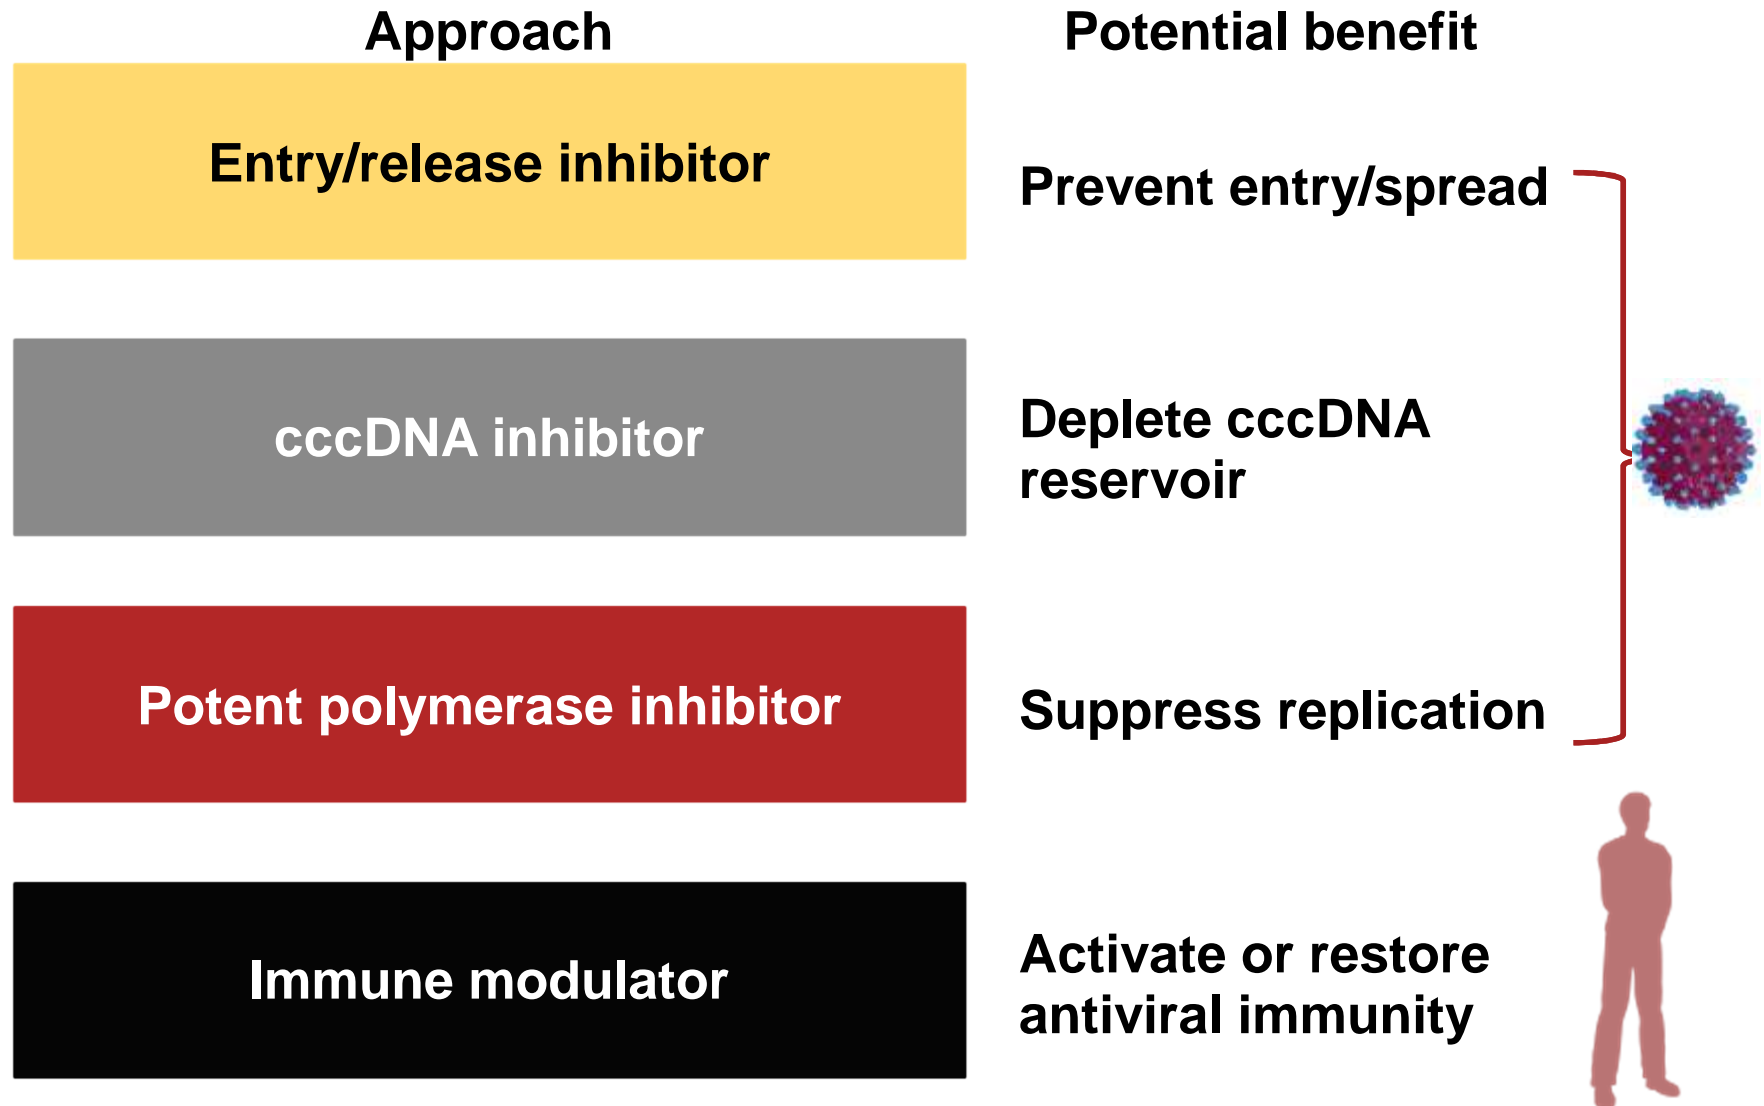 Approach
Potential benefit
Entry/release inhibitor
Prevent entry/spread
cccDNA inhibitor
Deplete cccDNA
reservoir
Potent polymerase inhibitor
Suppress replication
Immune modulator
Activate or restore
antiviral immunity